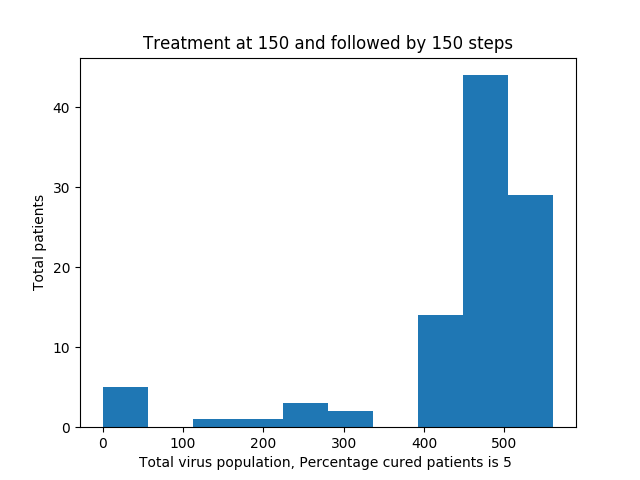 Treatment at 150 and followed by 150 steps
Total patients
40
30
20
10
0
0 100 200 300 400 500
Total virus population, Percentage cured patients is 5